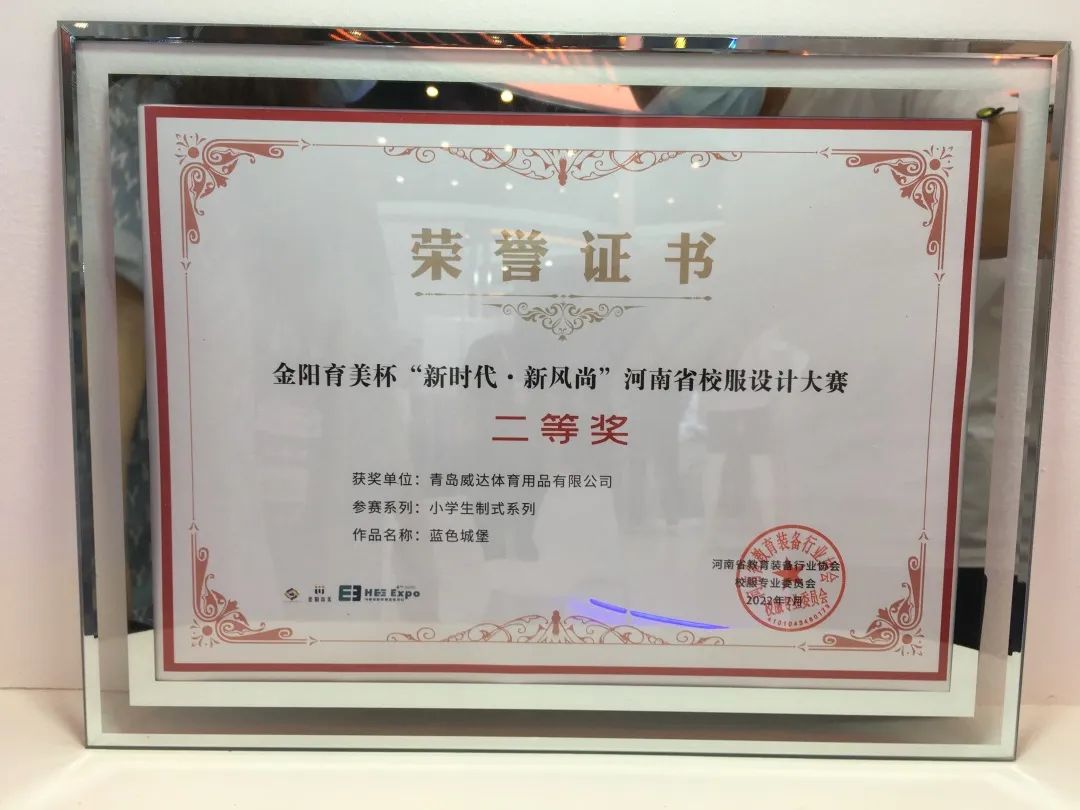 荣誉证书
金阳育美杯“新时代·新风尚”河南省校服设计大赛
二等奖
获奖单位：青岛威达体育用品有限公司
参赛系列：小学生制式系列
作品名称：蓝色城堡
HEE Expo
河南省教育装备行业协会
校服专业委员会
2022年7月